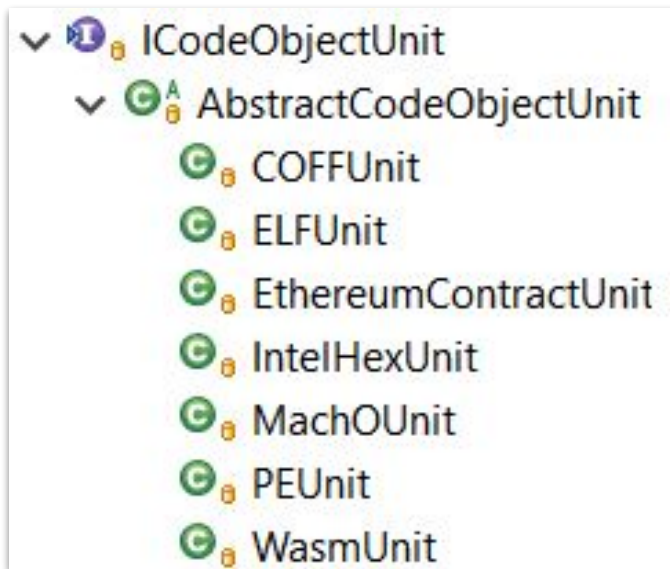 ICodeObjectUnit
AbstractCodeObjectUnit
COFFUnit
ELFUnit
EthereumContractUnit
IntelHexUnit
MachOUnit
PEUnit
WasmUnit